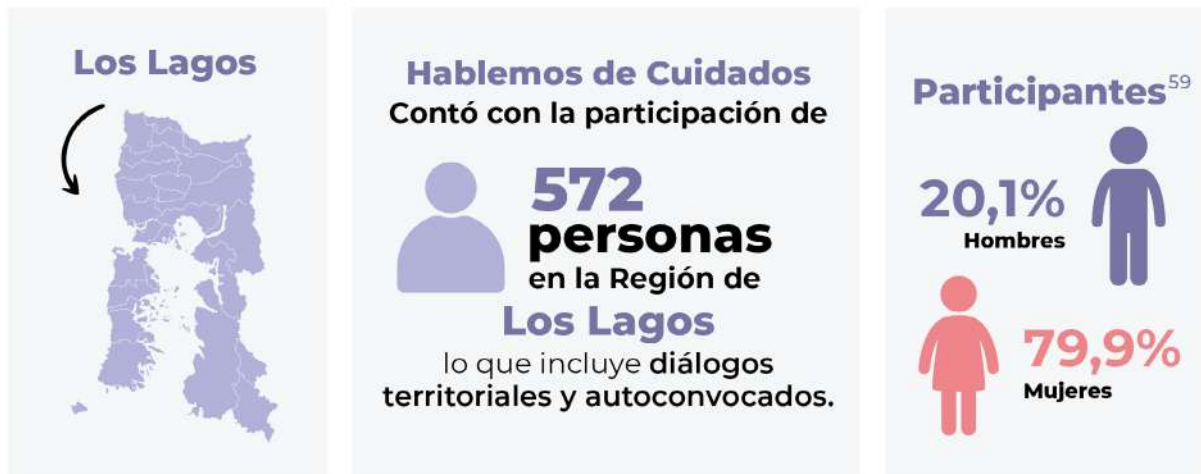 Los Lagos
Hablemos de Cuidados
Contó con la participación de
572
personas
en la Región de
Los Lagos
lo que incluye diálogos
territoriales y autoconvocados.
Participantes59
20,1%
Hombres
79,9%
Mujeres